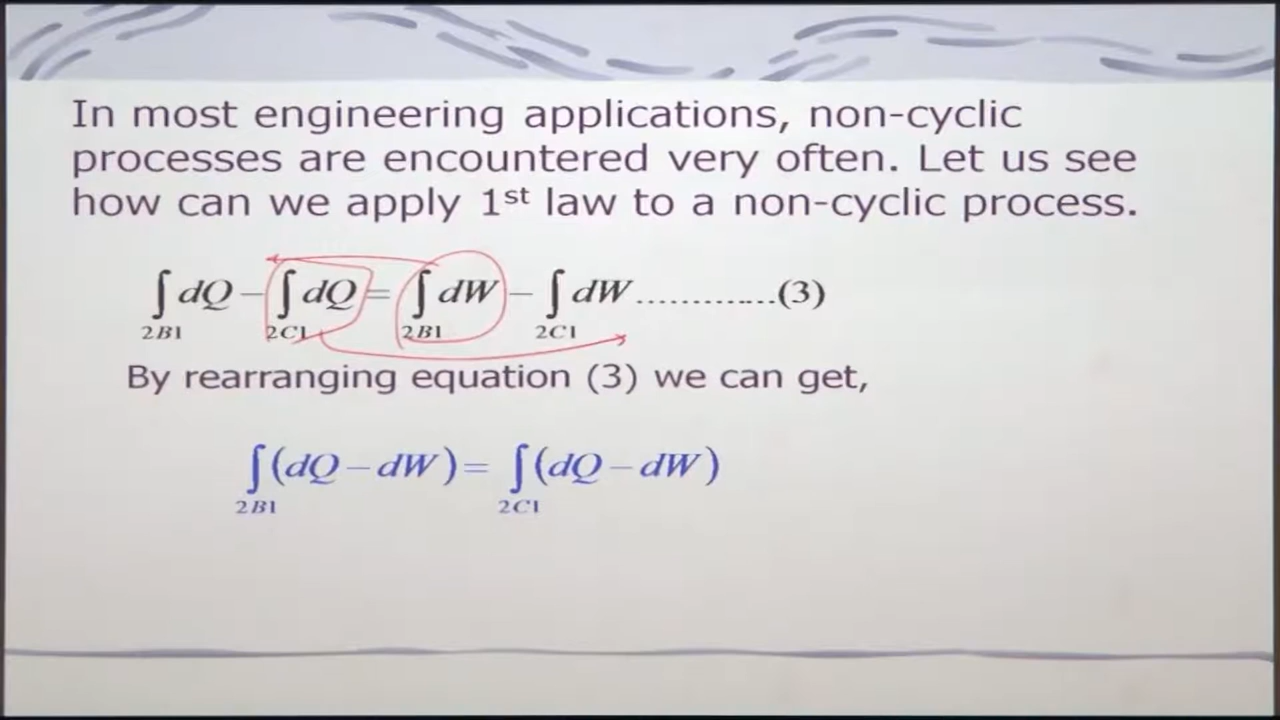 In most engineering applications, non-cyclic
processes are encountered very often. Let us see
how can we apply 1st law to a non-cyclic process.
∫ dQ − ∫ dQ = ∫ dW − ∫ dW .............(3)
2B1 2C1 2B1 2C1
By rearranging equation (3) we can get,
∫(dQ − dW) = ∫(dQ − dW)
2B1 2C1